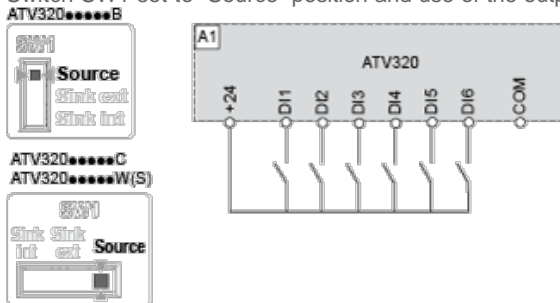 Switch SW1 set to "Source" position and use of the outp
ATV320●●●●●B
SW1
Source
Sink ext
Sink int
ATV320●●●●●C
ATV320●●●●●W(S)
SW1
Sink int
Sink ext
Source
A1
ATV320
+24
DI1
DI2
DI3
DI4
DI5
DI6
COM